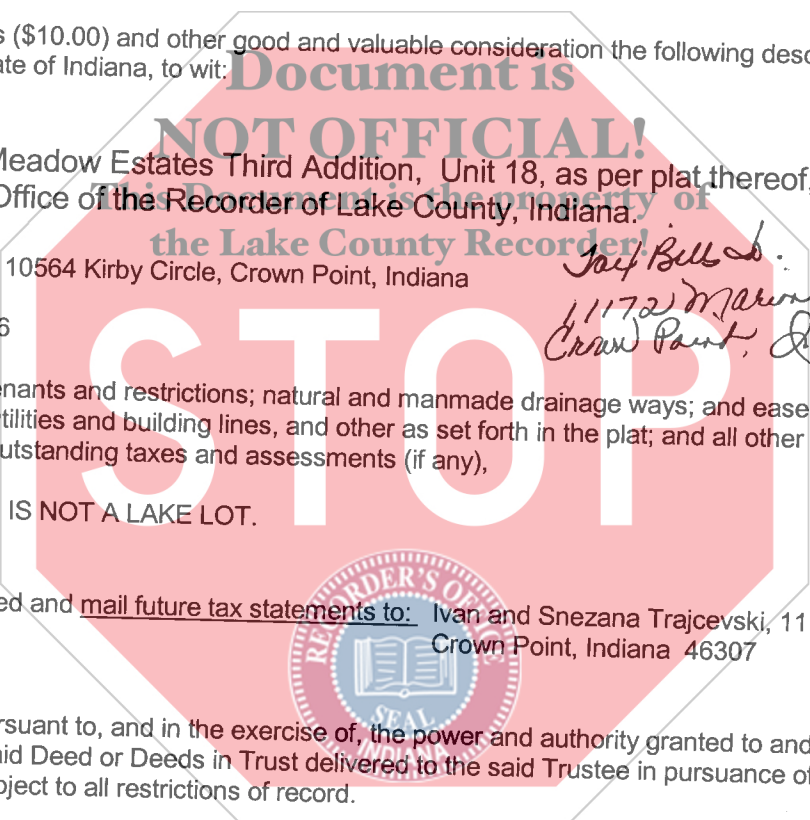 s ($10.00) and other good and valuable consideration the following desc
ate of Indiana, to wit:
Document is
NOT OFFICIAL!
Meadow Estates Third Addition, Unit 18, as per plat thereof,
This Document is the property of
Office of the Recorder of Lake County, Indiana.
the Lake County Recorder!
10564 Kirby Circle, Crown Point, Indiana
Tax Bills
11172
Crown Point,
6
STOP
enants and restrictions; natural and manmade drainage ways; and ease
tilities and building lines, and other as set forth in the plat; and all other
utstanding taxes and assessments (if any),
IS NOT A LAKE LOT.
RECORDER'S OFFICE
ed and mail future tax statements to: Ivan and Snezana Trajcevski, 11
Crown Point, Indiana 46307
SEAL
INDIANA
rsuant to, and in the exercise of, the power and authority granted to and
aid Deed or Deeds in Trust delivered to the said Trustee in pursuance of
bject to all restrictions of record.